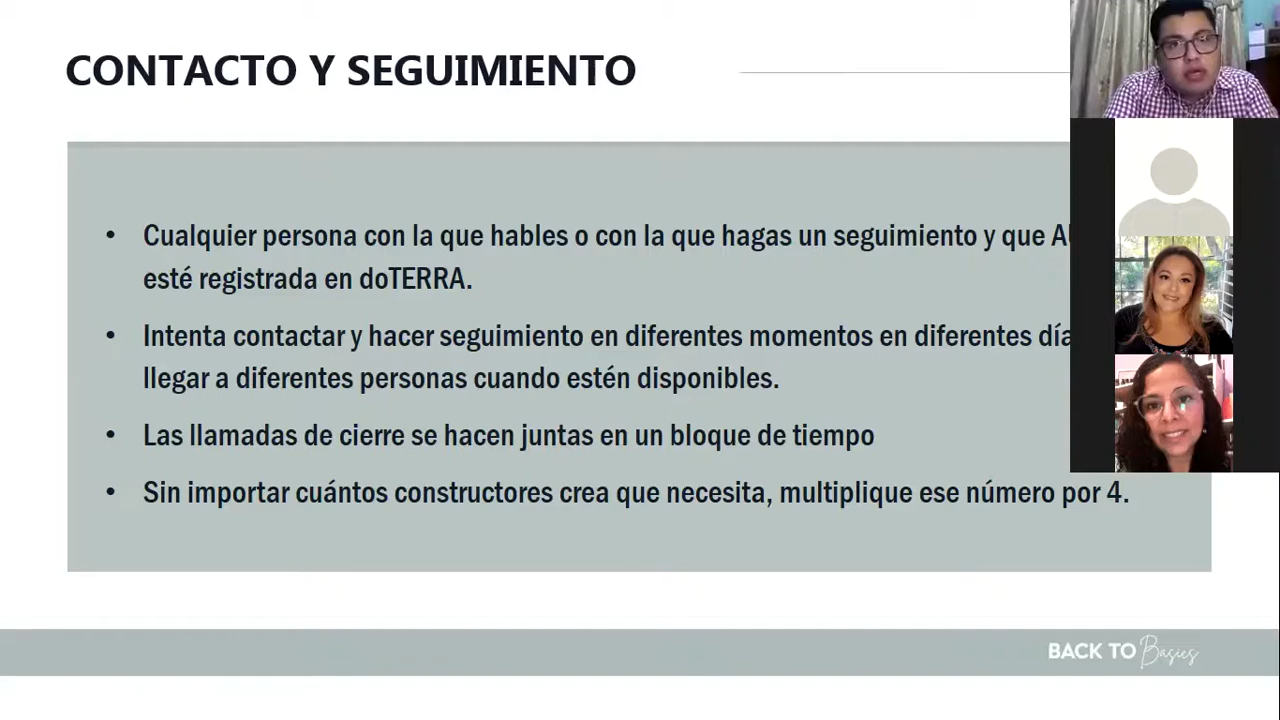 CONTACTO Y SEGUIMIENTO
• Cualquier persona con la que hables o con la que hagas un seguimiento y que
esté registrada en doTERRA.
• Intenta contactar y hacer seguimiento en diferentes momentos en diferentes
llegar a diferentes personas cuando estén disponibles.
• Las llamadas de cierre se hacen juntas en un bloque de tiempo
• Sin importar cuántos constructores crea que necesita, multiplique ese número por 4.
BACK TO Basics